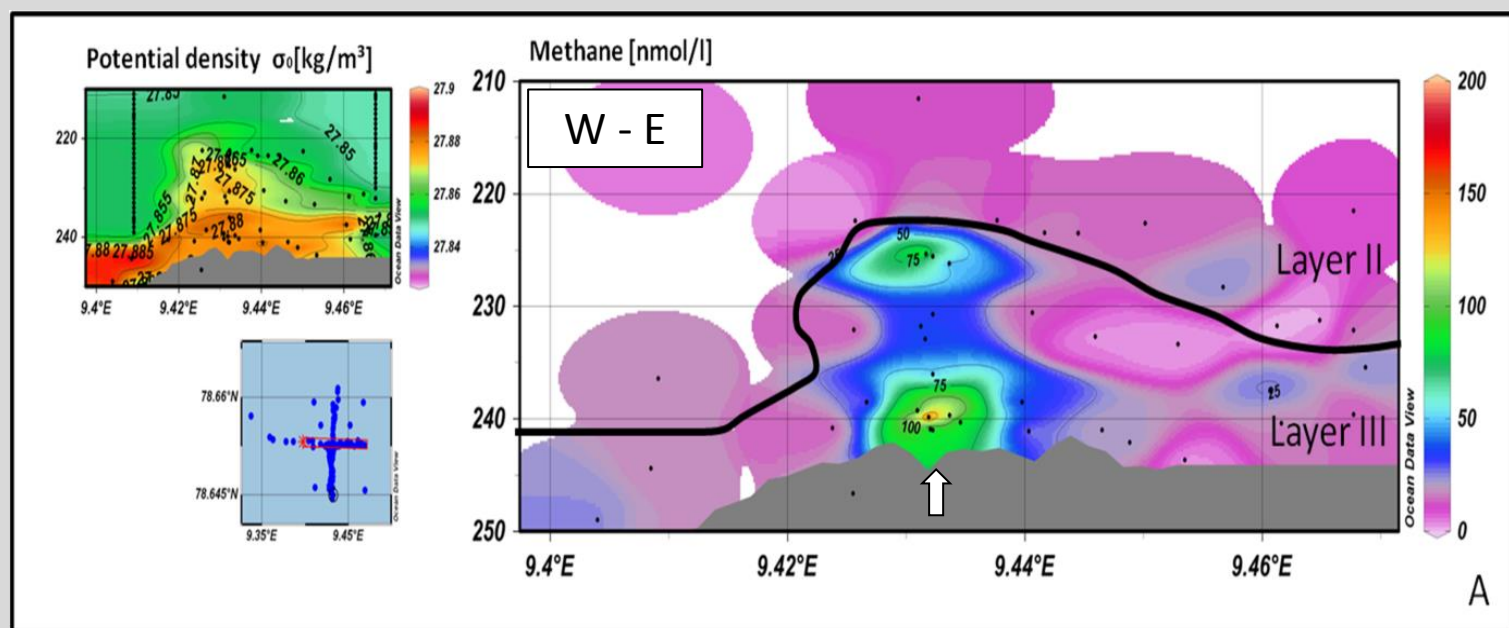 Potential density σ₀[kg/m³]
27.85
27.9
220
27.85
27.88
27.86
27.87
27.875
27.86
27.855
27.875
240
27.88
27.84
27.88
27.885
Ocean Data View
9.4°E
9.42°E
9.44°E
9.46°E
78.66°N
78.645°N
Ocean Data View
9.35°E
9.45°E
Methane [nmol/l]
210
W - E
200
220
150
50
25
75
Layer II
230
100
75
25
50
240
100
Layer III
Ocean Data View
250
0
9.4°E
9.42°E
9.44°E
9.46°E
A